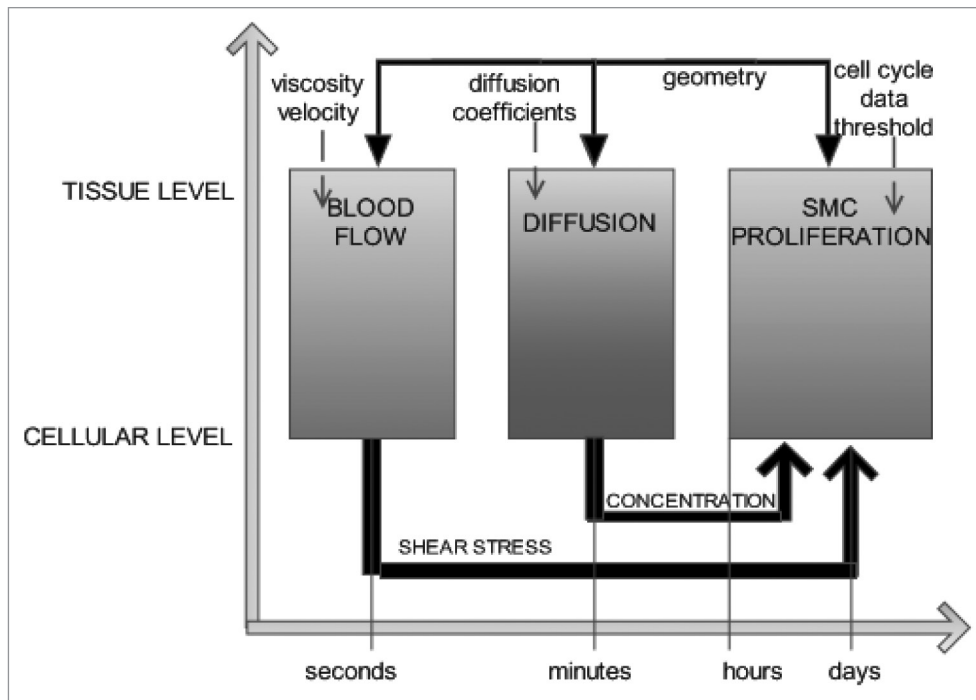 viscosity
velocity
diffusion
coefficients
geometry
cell cycle
data
threshold
TISSUE LEVEL
BLOOD
FLOW
DIFFUSION
SMC
PROLIFERATION
CELLULAR LEVEL
CONCENTRATION
SHEAR STRESS
seconds
minutes
hours
days